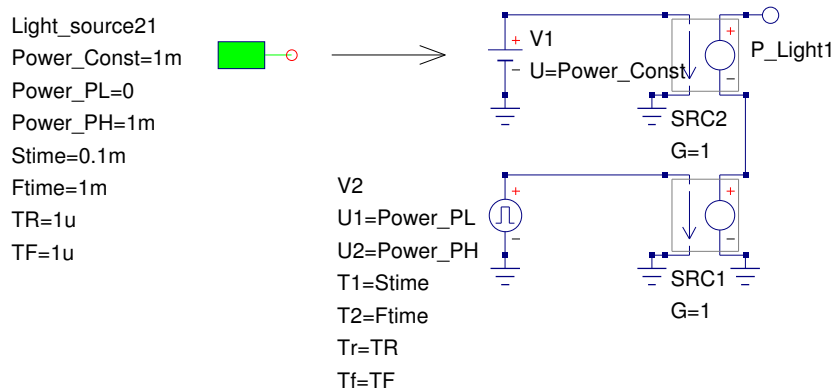 Light_source21
Power_Const=1m
Power_PL=0
Power_PH=1m
Stime=0.1m
Ftime=1m
TR=1u
TF=1u
V1
U=Power_Const
P_Light1
SRC2
G=1
V2
U1=Power_PL
U2=Power_PH
T1=Stime
T2=Ftime
Tr=TR
Tf=TF
SRC1
G=1